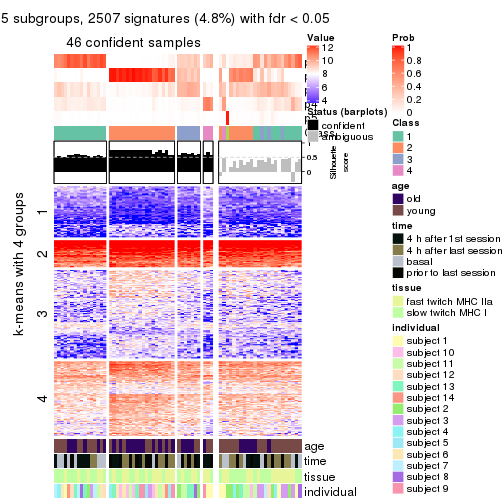 5 subgroups, 2507 signatures (4.8%) with fdr < 0.05
46 confident samples
k-means with 4 groups
1
2
3
4
1
0.5
0
Silhouette
score
age
time
tissue
individual
Value
12
10
8
6
4
Status (barplots)
confident
ambiguous
Prob
1
0.8
0.6
0.4
0.2
0
Class
1
2
3
4
age
old
young
time
4 h after 1st session
4 h after last session
basal
prior to last session
tissue
fast twitch MHC IIa
slow twitch MHC I
individual
subject 1
subject 10
subject 11
subject 12
subject 13
subject 14
subject 2
subject 3
subject 4
subject 5
subject 6
subject 7
subject 8
subject 9